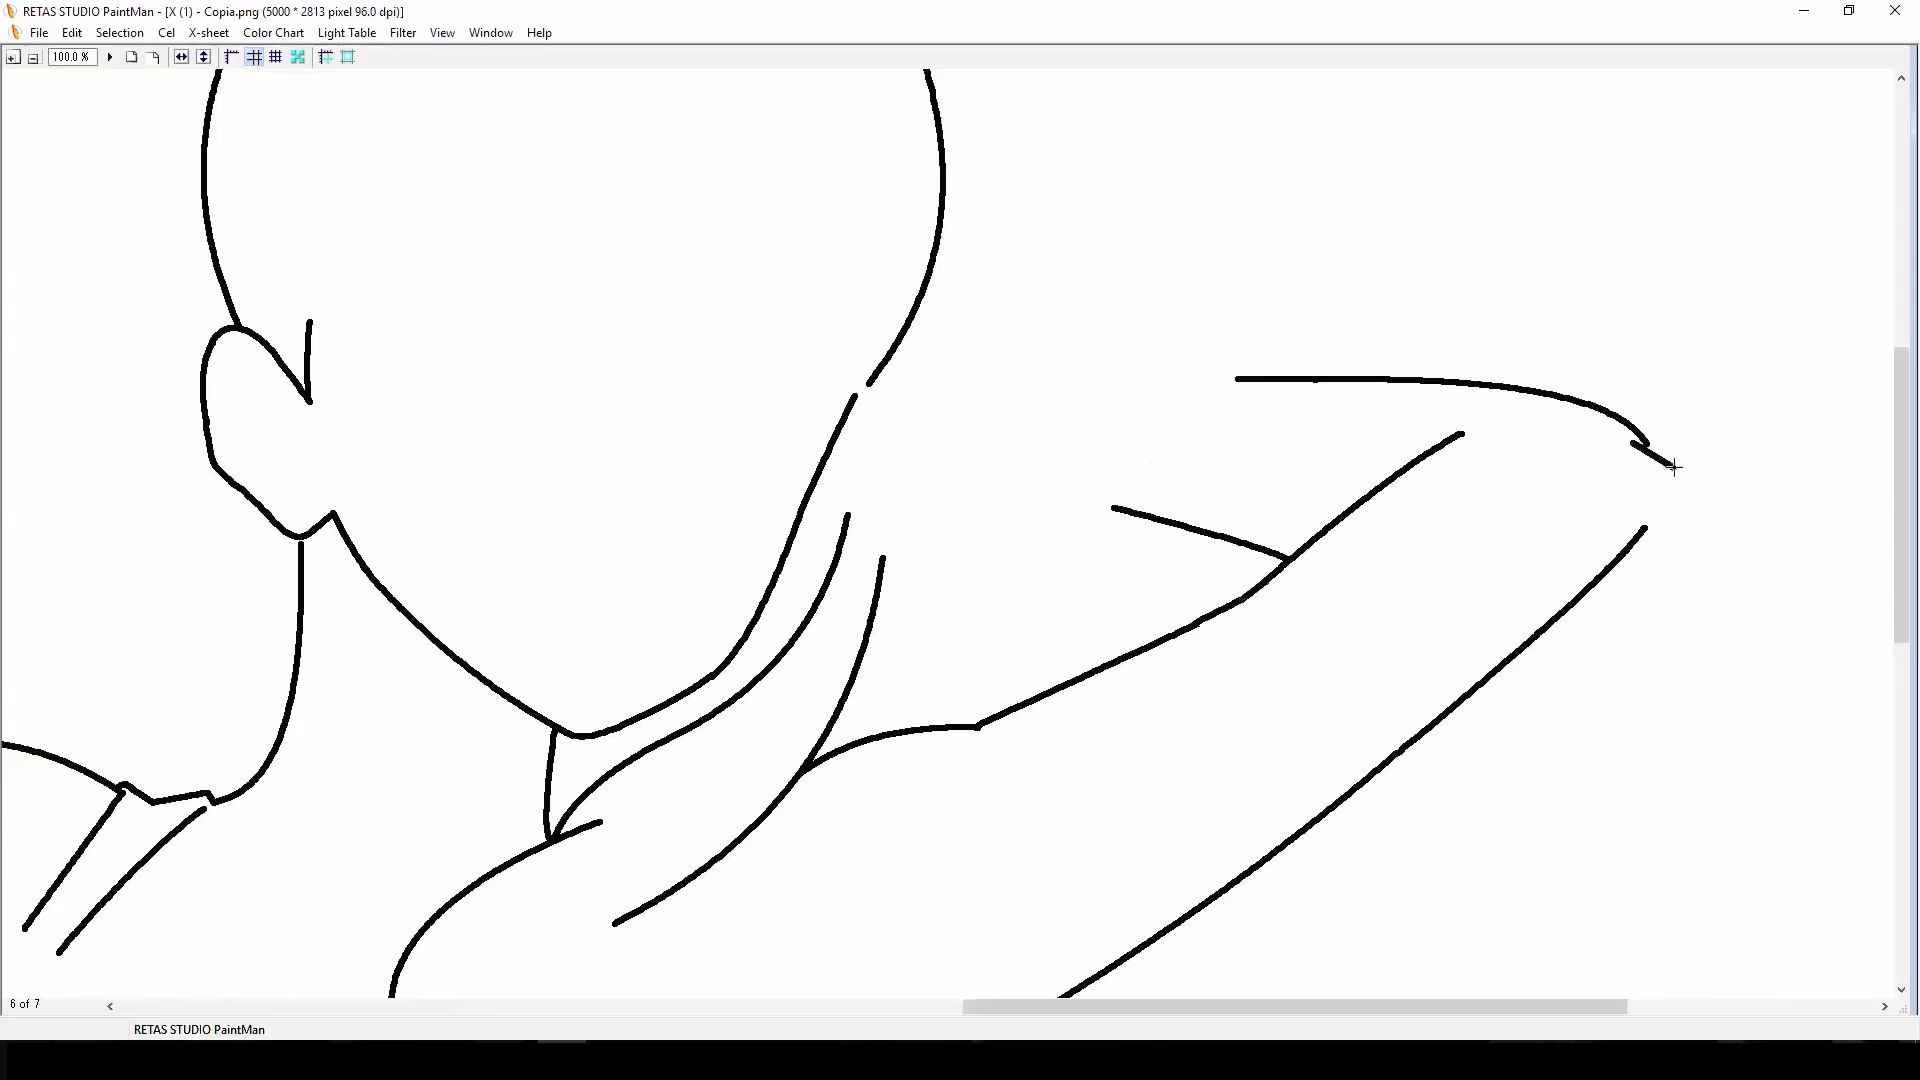 RETAS STUDIO PaintMan - [X (1) - Copia.png (5000 * 2813 pixel 96.0 dpi)]
File Edit Selection Cel X-sheet Color Chart Light Table Filter View Window Help
100.0 %
6 of 7
RETAS STUDIO PaintMan